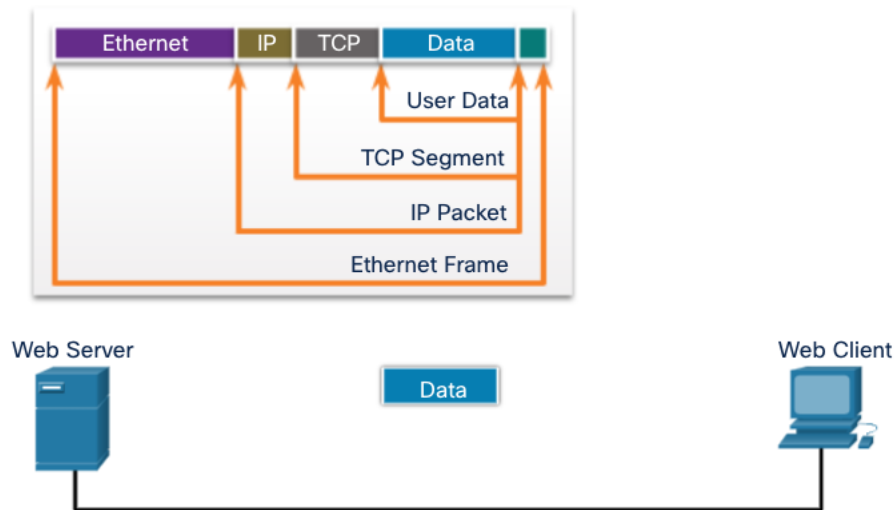 Ethernet IP TCP Data
User Data
TCP Segment
IP Packet
Ethernet Frame
Web Server
Web Client
Data